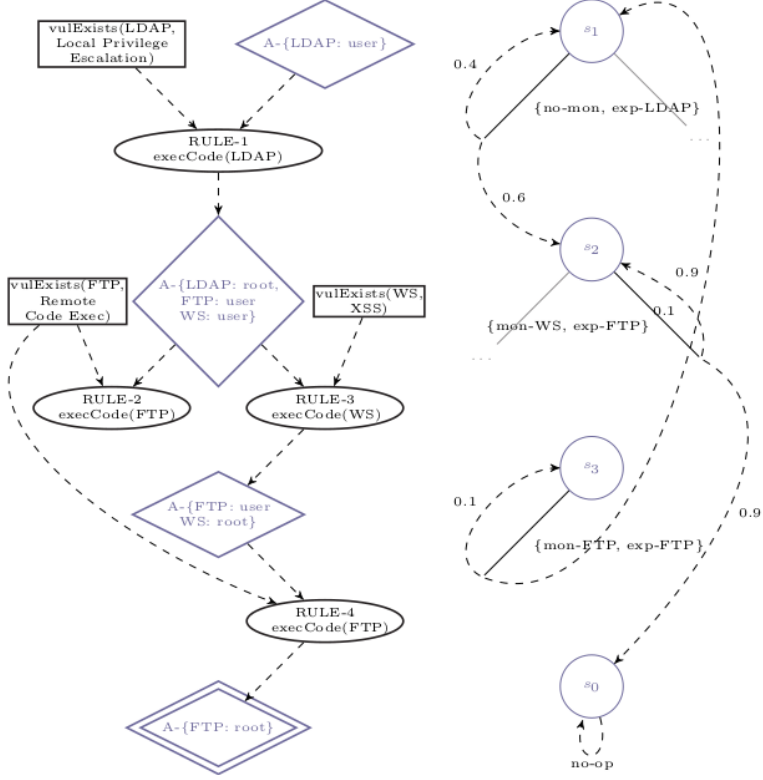 vulExists(LDAP,
Local Privilege
Escalation)
A-{LDAP: user}
RULE-1
execCode(LDAP)
vulExists(FTP,
Remote
Code Exec)
A-{LDAP: root,
FTP: user
WS: user}
vulExists(WS,
XSS)
RULE-2
execCode(FTP)
RULE-3
execCode(WS)
A-{FTP: user
WS: root}
RULE-4
execCode(FTP)
A-{FTP: root}
s1
0.4
{no-mon, exp-LDAP}
...
0.6
s2
0.9
0.1
{mon-WS, exp-FTP}
...
s3
0.1
0.9
{mon-FTP, exp-FTP}
s0
no-op